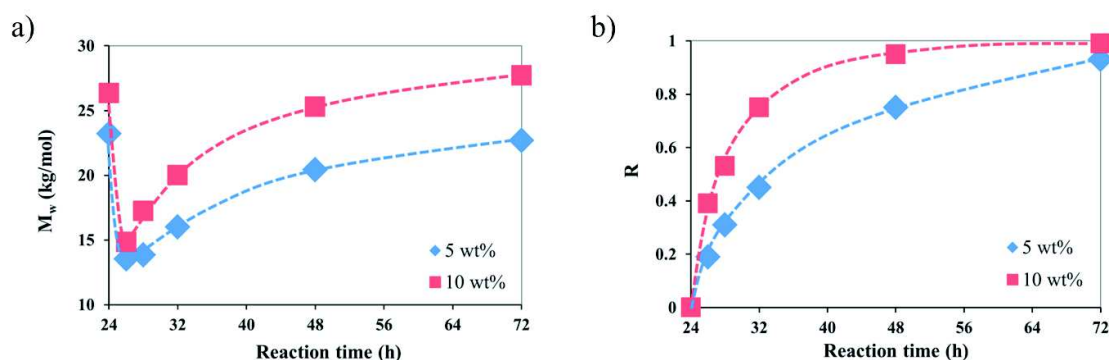 a)
30
25
20
15
10
M_w (kg/mol)
5 wt%
10 wt%
24 32 40 48 56 64 72
Reaction time (h)
b)
1
0.8
0.6
0.4
0.2
0
R
5 wt%
10 wt%
24 32 40 48 56 64 72
Reaction time (h)